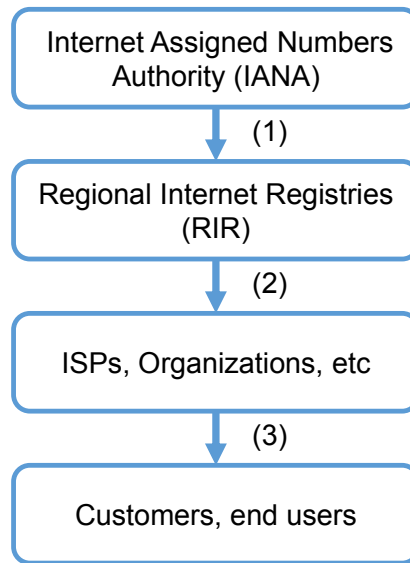 Internet Assigned Numbers
Authority (IANA)
(1)
Regional Internet Registries
(RIR)
(2)
ISPs, Organizations, etc
(3)
Customers, end users